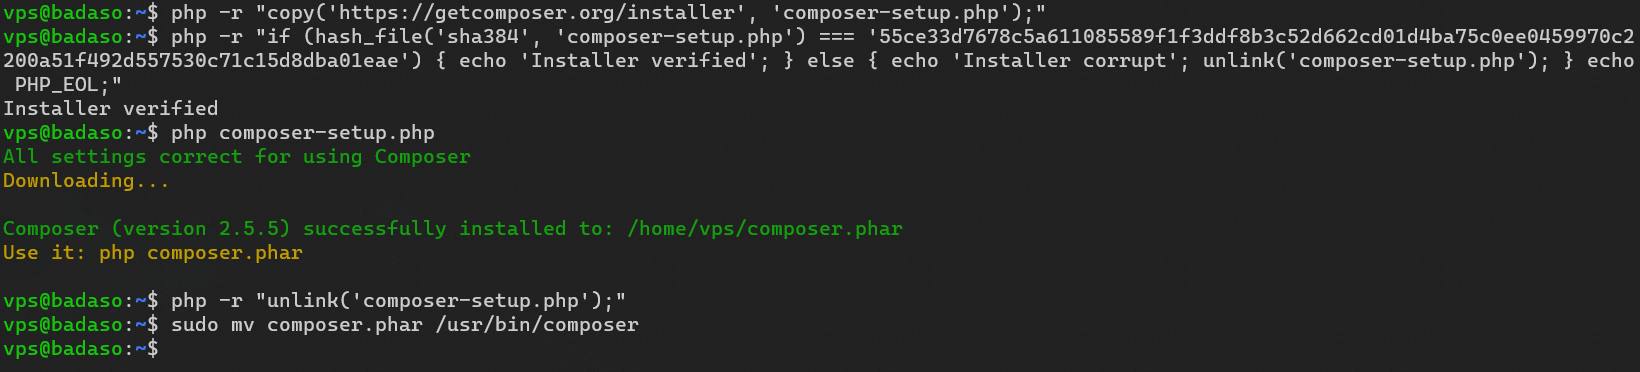 vps@badaso:~$ php -r "copy('https://getcomposer.org/installer', 'composer-setup.php');"
vps@badaso:~$ php -r "if (hash_file('sha384', 'composer-setup.php') === '55ce33d7678c5a611085589f1f3ddf8b3c52d662cd01d4ba75c0ee0459970c2
200a51f492d557530c71c15d8dba01eae') { echo 'Installer verified'; } else { echo 'Installer corrupt'; unlink('composer-setup.php'); } echo
 PHP_EOL;"
Installer verified
vps@badaso:~$ php composer-setup.php
All settings correct for using Composer
Downloading...
Composer (version 2.5.5) successfully installed to: /home/vps/composer.phar
Use it: php composer.phar
vps@badaso:~$ php -r "unlink('composer-setup.php');"
vps@badaso:~$ sudo mv composer.phar /usr/bin/composer
vps@badaso:~$